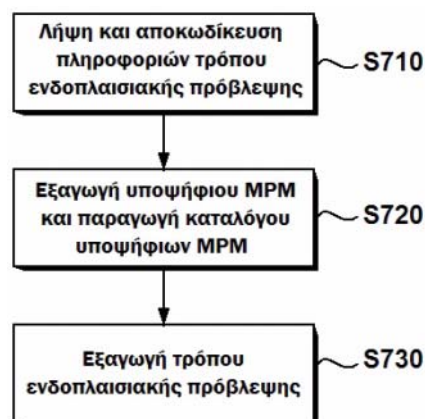 Λήψη και αποκωδίκευση
πληροφοριών τρόπου
ενδοπλαισιακής πρόβλεψης
S710
Εξαγωγή υποψήφιου MPM
και παραγωγή καταλόγου
υποψήφιων MPM
S720
Εξαγωγή τρόπου
ενδοπλαισιακής πρόβλεψης
S730